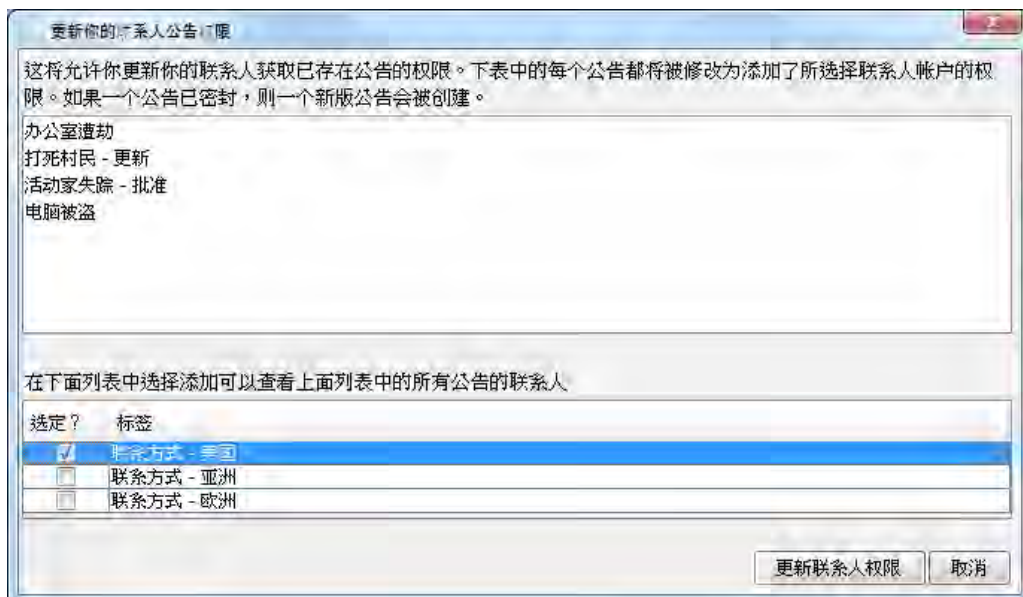 更新你的联系人公告权限
这将允许你更新你的联系人获取已存在公告的权限。下表中的每个公告都将被修改为添加了所选择联系人帐户的权
限。如果一个公告已密封，则一个新版公告会被创建。
办公室遭劫
打死村民 - 更新
活动家失踪 - 批准
电脑被盗
在下面列表中选择添加可以查看上面列表中的所有公告的联系人
选定？ 标签
联系方式 - 美国
联系方式 - 亚洲
联系方式 - 欧洲
更新联系人权限 取消